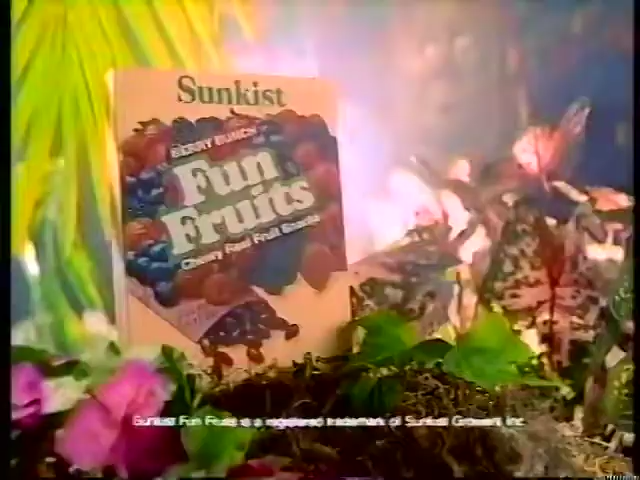 Sunkist
BERRY BUNCH
Fun
Fruits
Chewy Real Fruit Snacks
Sunkist Fun Fruits is a registered trademark of Sunkist Growers, Inc.